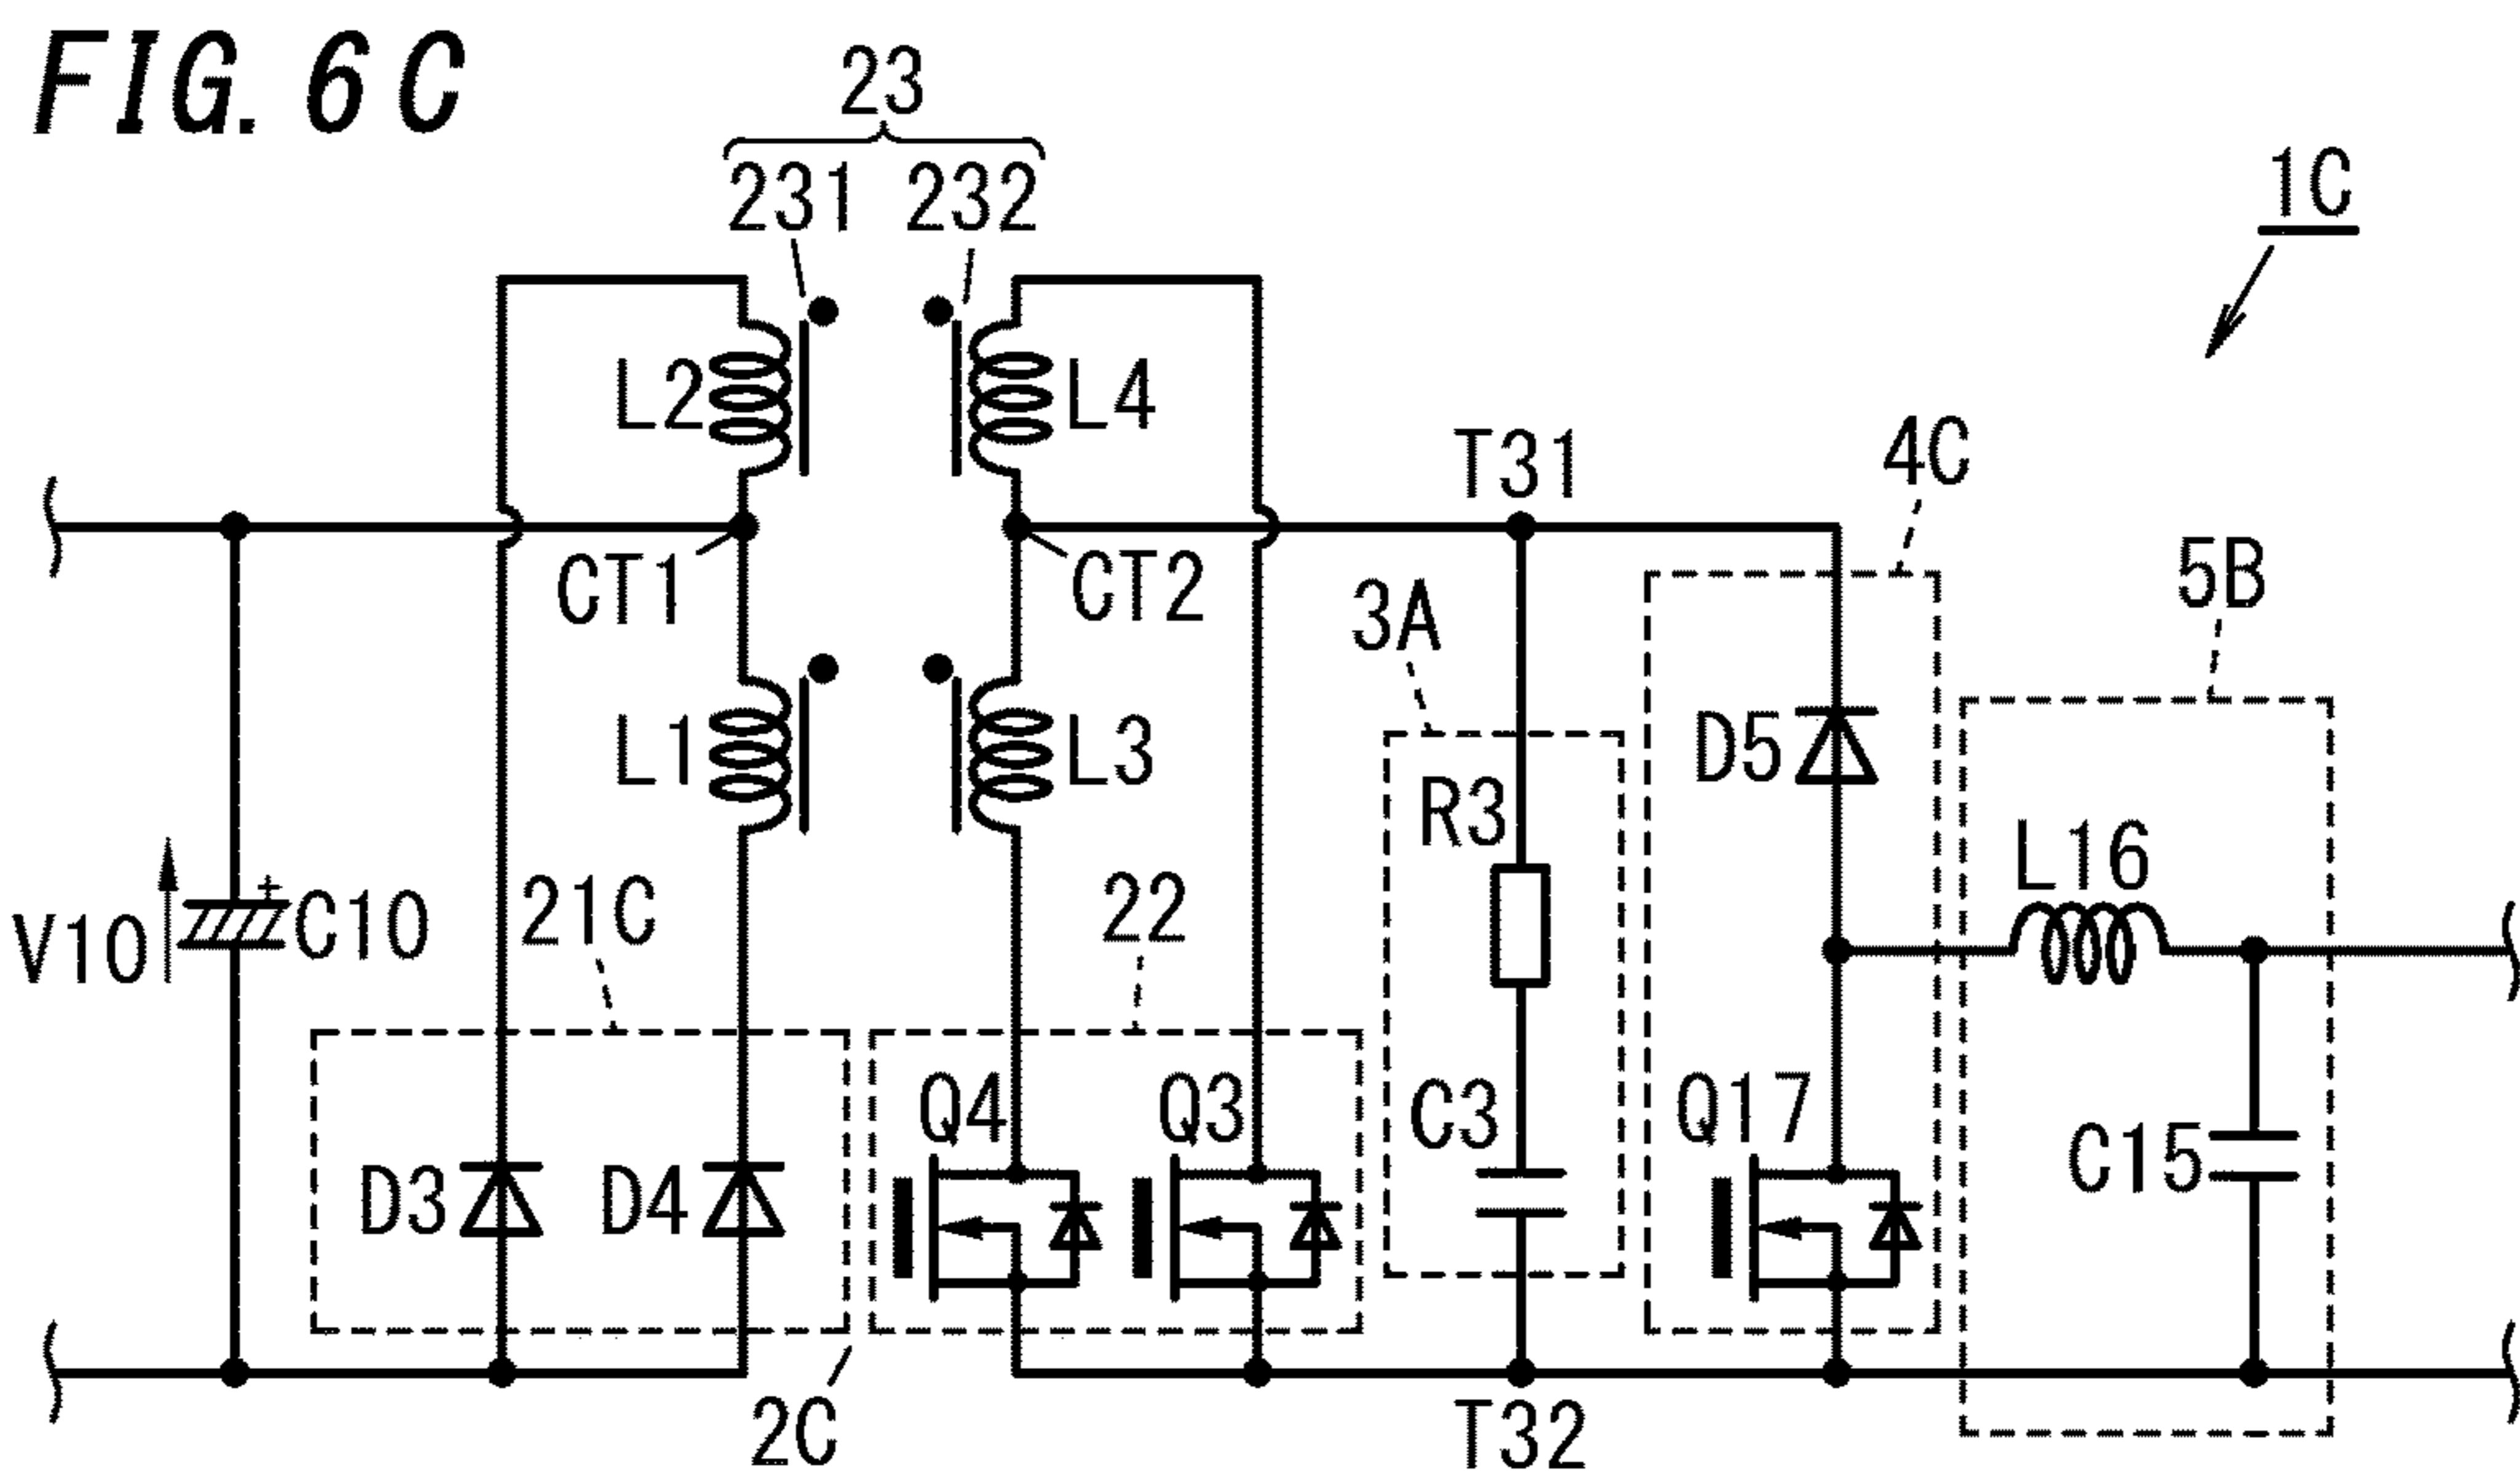 FIG. 6C
23
231 232
1C
L2 L4
T31 4C
CT1 CT2
5B
3A
L1 L3 D5
R3
L16
21C 22
V10 + C10
Q4 Q3 C3 Q17
C15
D3 D4
2C T32